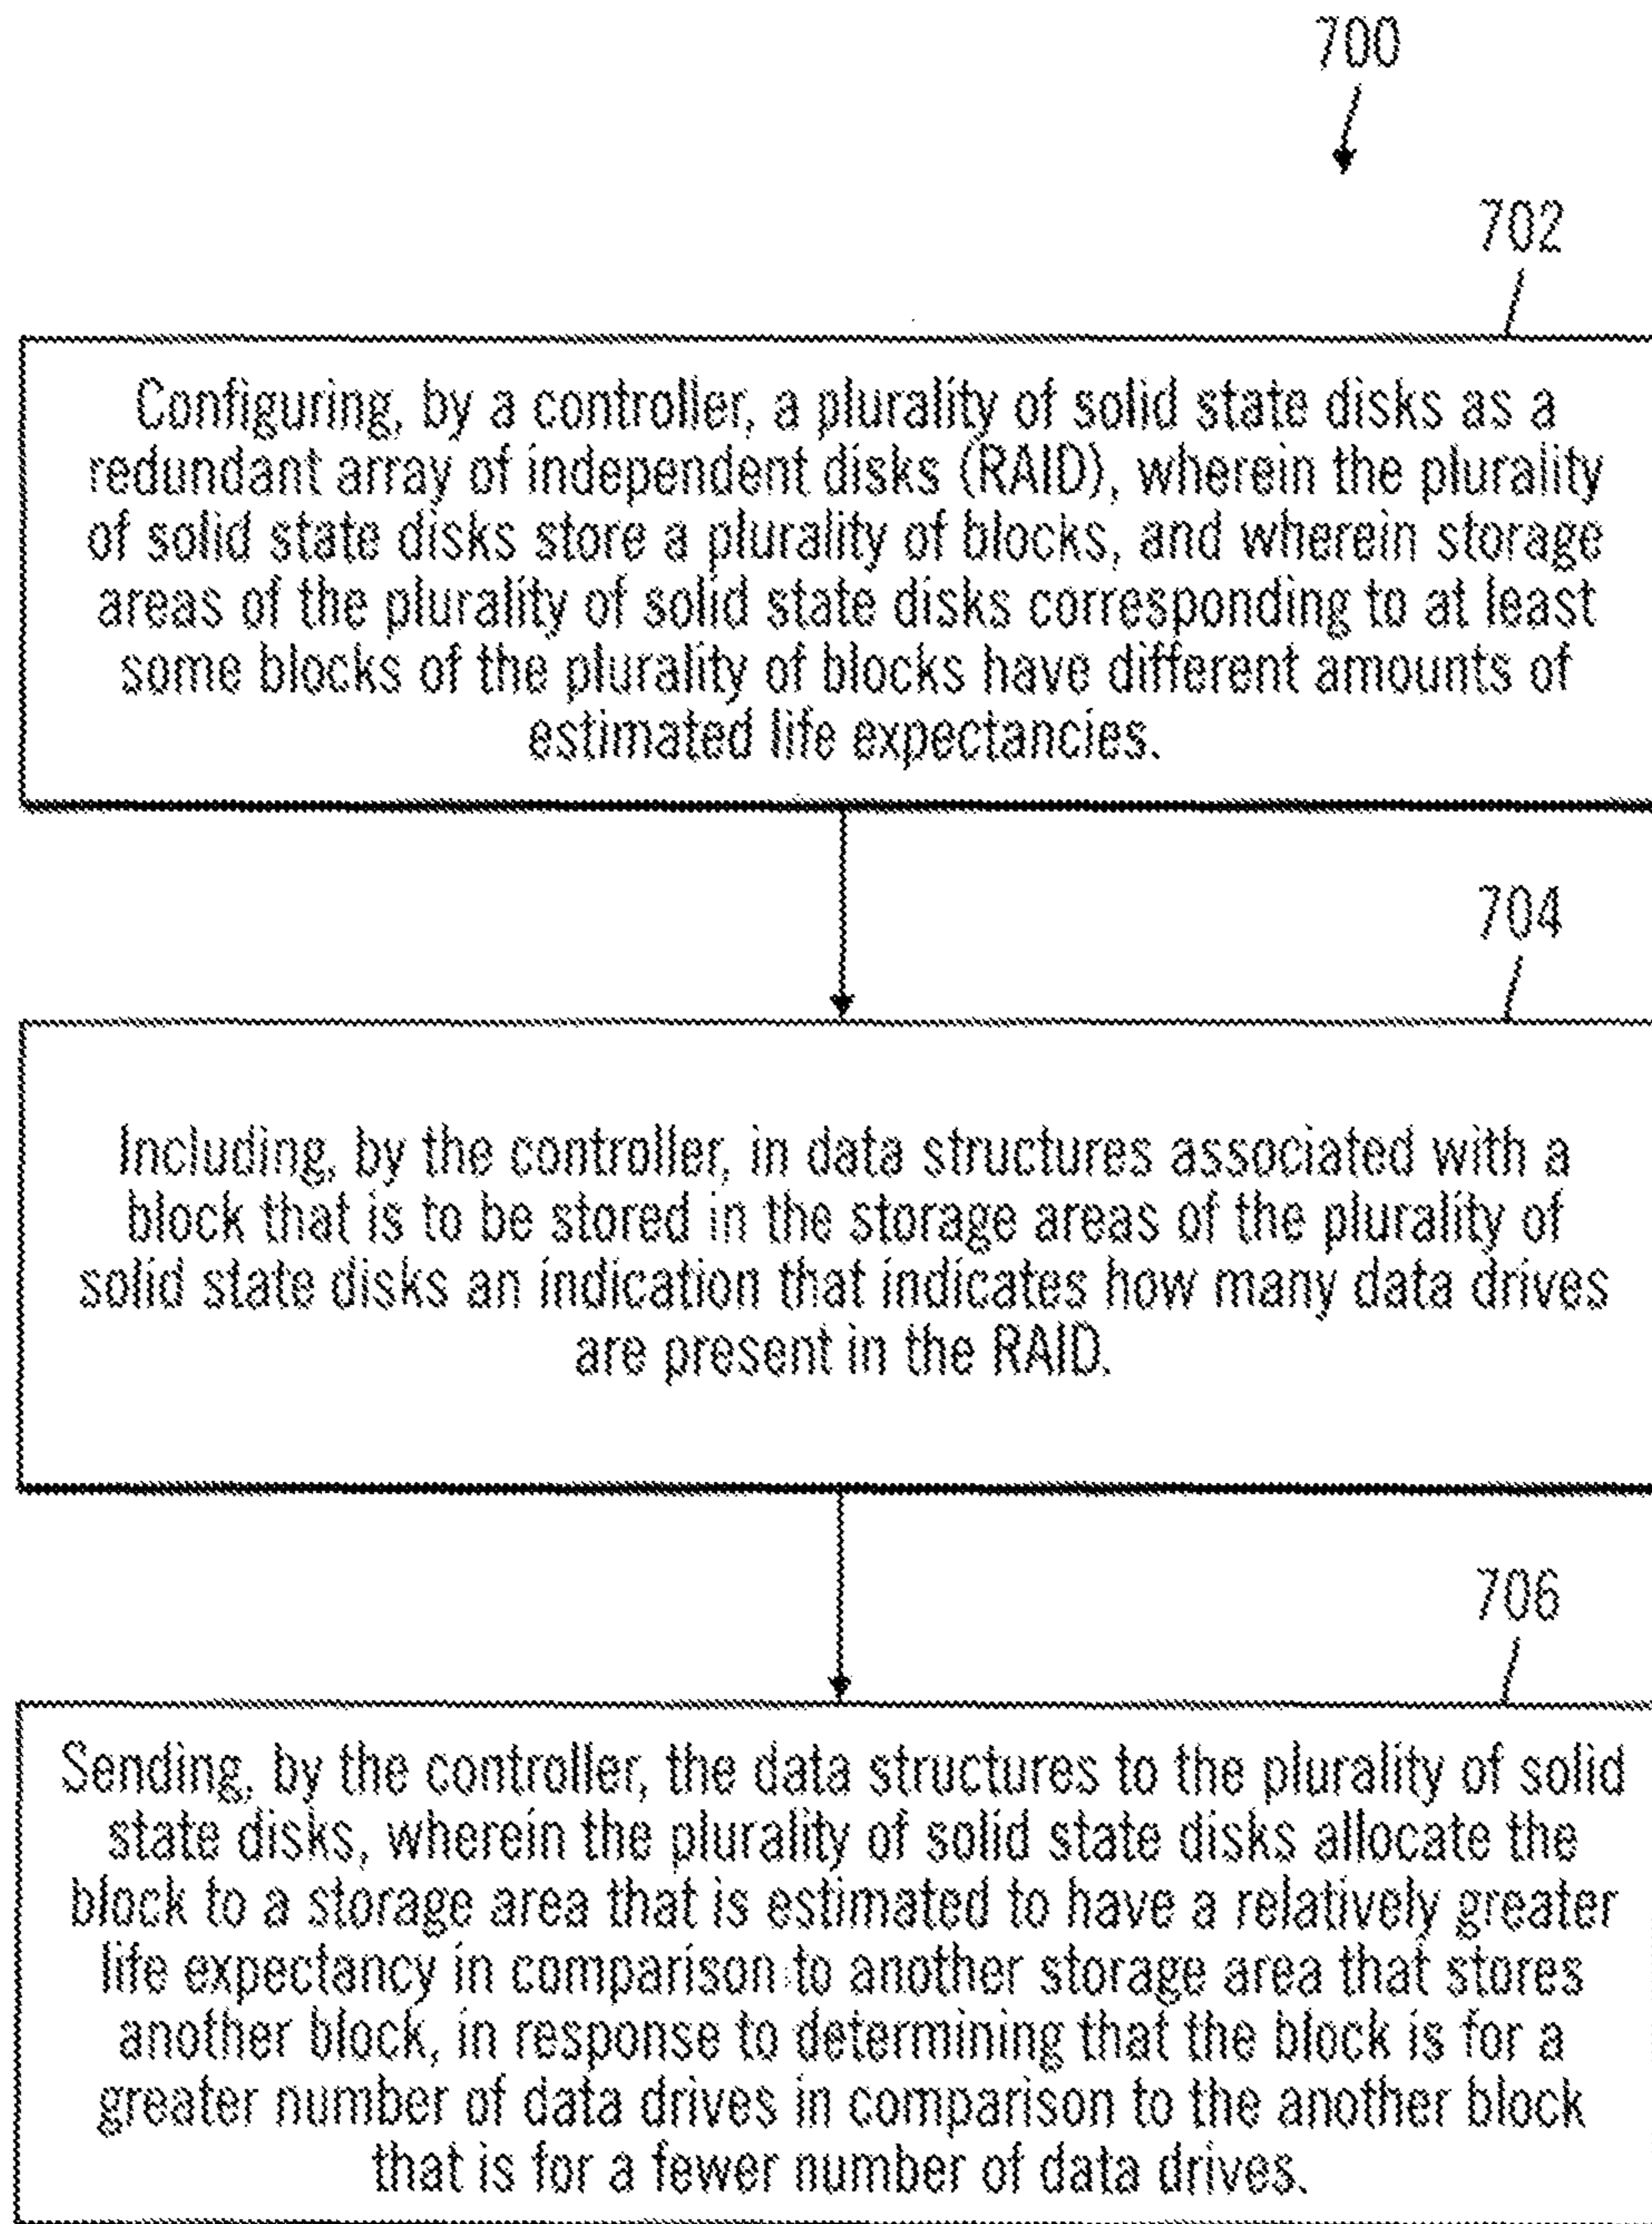 700
702
Configuring, by a controller, a plurality of solid state disks as a
redundant array of independent disks (RAID), wherein the plurality
of solid state disks store a plurality of blocks, and wherein storage
areas of the plurality of solid state disks corresponding to at least
some blocks of the plurality of blocks have different amounts of
estimated life expectancies.
704
Including, by the controller, in data structures associated with a
block that is to be stored in the storage areas of the plurality of
solid state disks an indication that indicates how many data drives
are present in the RAID.
706
Sending, by the controller, the data structures to the plurality of solid
state disks, wherein the plurality of solid state disks allocate the
block to a storage area that is estimated to have a relatively greater
life expectancy in comparison to another storage area that stores
another block, in response to determining that the block is for a
greater number of data drives in comparison to the another block
that is for a fewer number of data drives.